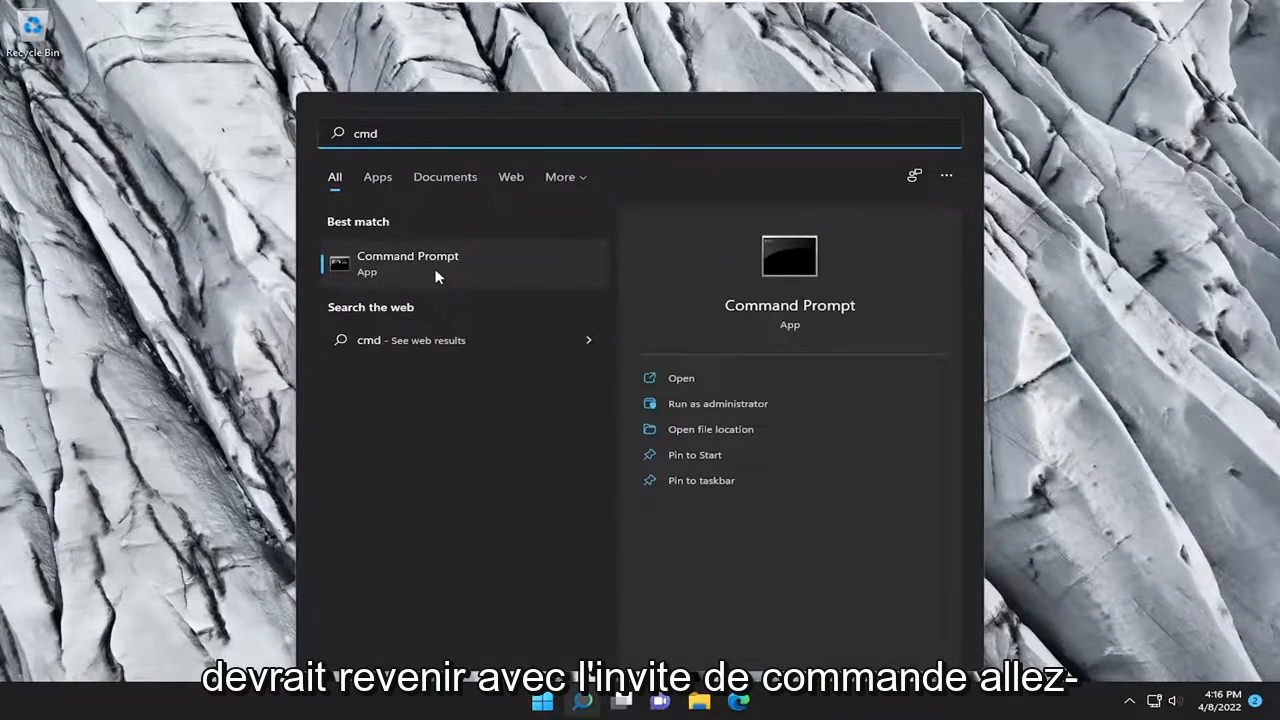 Recycle Bin
cmd
All Apps Documents Web More
Best match
Command Prompt
App
Search the web
cmd - See web results
Command Prompt
App
Open
Run as administrator
Open file location
Pin to Start
Pin to taskbar
devrait revenir avec l'invite de commande allez-
4:16 PM
4/8/2022
2